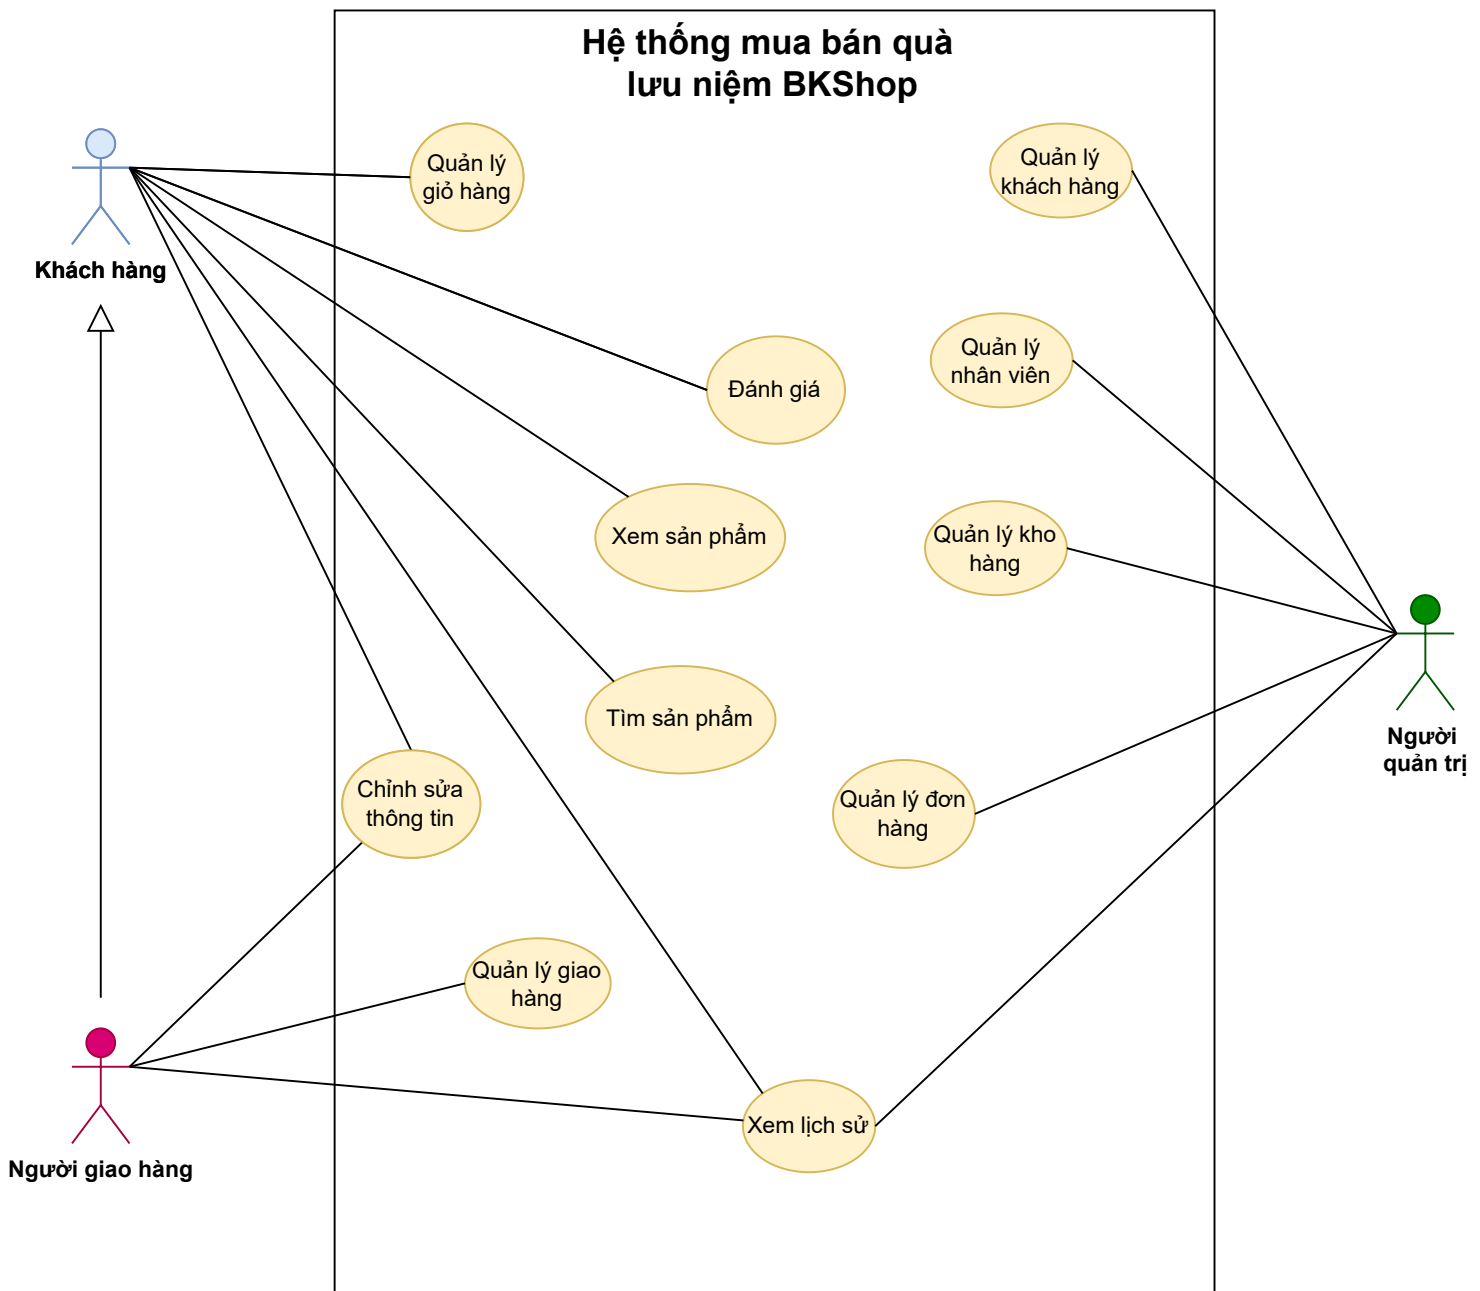 Hệ thống mua bán quà
lưu niệm BKShop
Quản lý
giỏ hàng
Quản lý
khách hàng
Khách hàng
Quản lý
nhân viên
Đánh giá
Xem sản phẩm
Quản lý kho
hàng
Tìm sản phẩm
Người
quản trị
Chỉnh sửa
thông tin
Quản lý đơn
hàng
Quản lý giao
hàng
Xem lịch sử
Người giao hàng